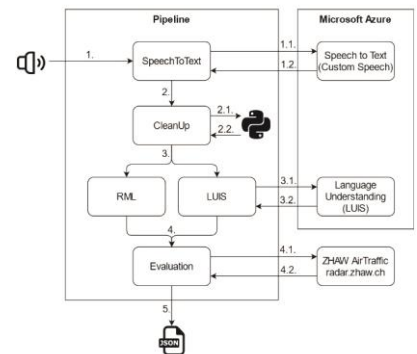 Pipeline
Microsoft Azure
1.
SpeechToText
1.1.
1.2.
Speech to Text
(Custom Speech)
2.
CleanUp
2.1.
2.2.
3.
RML
LUIS
3.1.
3.2.
Language
Understanding
(LUIS)
4.
Evaluation
4.1.
4.2.
ZHAW AirTraffic
radar.zhaw.ch
5.
JSON